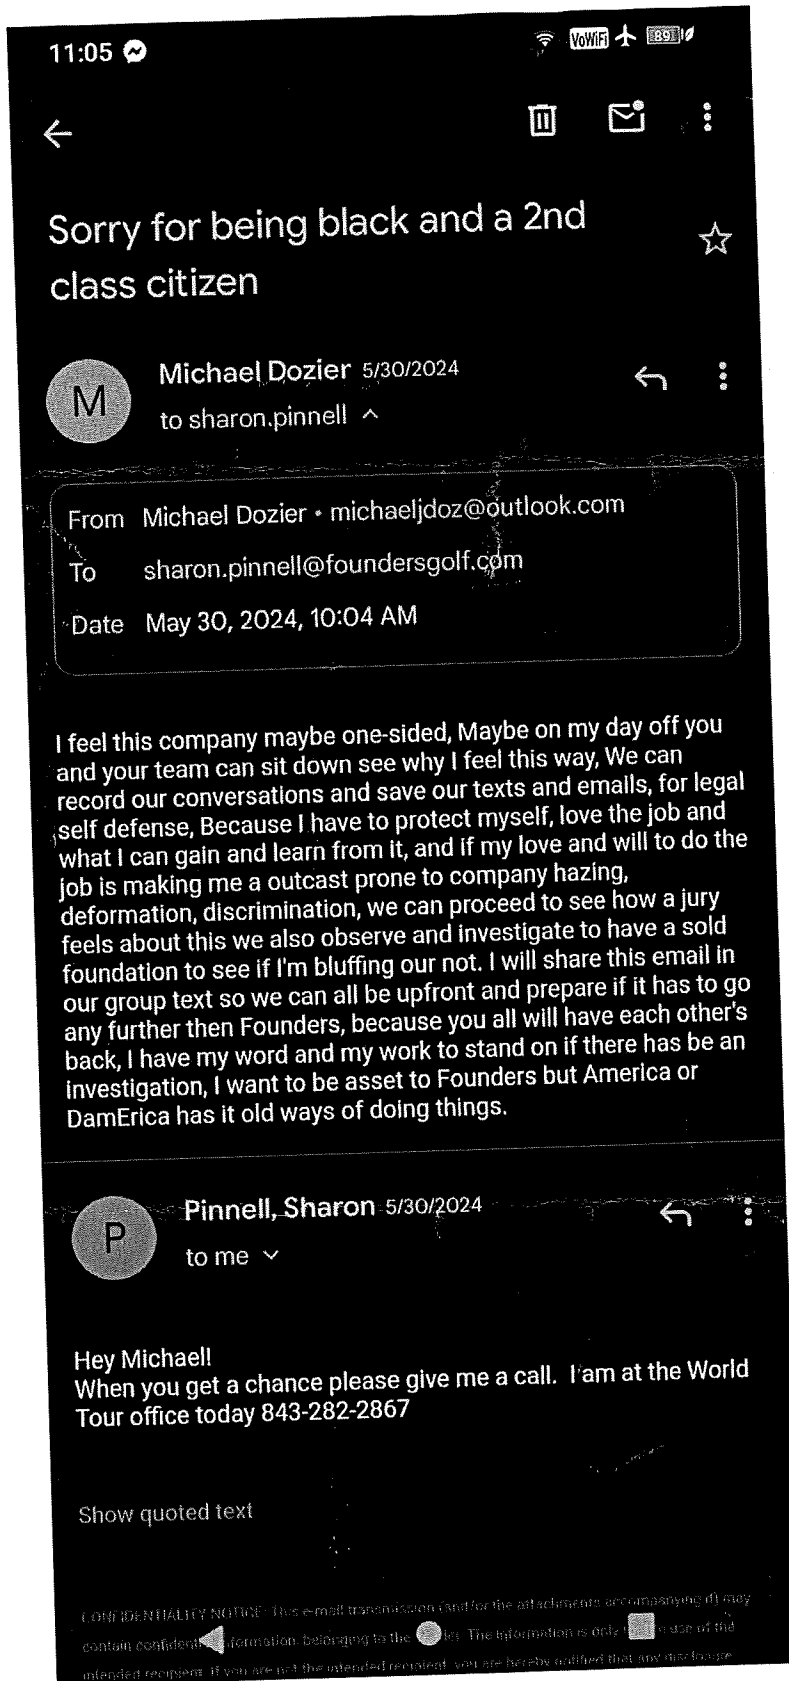 11:05
VoWiFi
89
Sorry for being black and a 2nd
class citizen
M
Michael Dozier 5/30/2024
to sharon.pinnell
From Michael Dozier • michaeljdoz@outlook.com
To sharon.pinnell@foundersgolf.com
Date May 30, 2024, 10:04 AM
I feel this company maybe one-sided, Maybe on my day off you
and your team can sit down see why I feel this way, We can
record our conversations and save our texts and emails, for legal
self defense, Because I have to protect myself, love the job and
what I can gain and learn from it, and if my love and will to do the
job is making me a outcast prone to company hazing,
deformation, discrimination, we can proceed to see how a jury
feels about this we also observe and investigate to have a sold
foundation to see if I'm bluffing our not. I will share this email in
our group text so we can all be upfront and prepare if it has to go
any further then Founders, because you all will have each other's
back, I have my word and my work to stand on if there has be an
investigation, I want to be asset to Founders but America or
DamErica has it old ways of doing things.
P
Pinnell, Sharon 5/30/2024
to me
Hey Michael!
When you get a chance please give me a call. I am at the World
Tour office today 843-282-2867
Show quoted text
CONFIDENTIALITY NOTICE: This e-mail transmission (and/or the attachments accompanying it) may
contain belonging to the The information is only use of the
intended recipient. If you are not the intended recipient, you are hereby notified that any disclosure